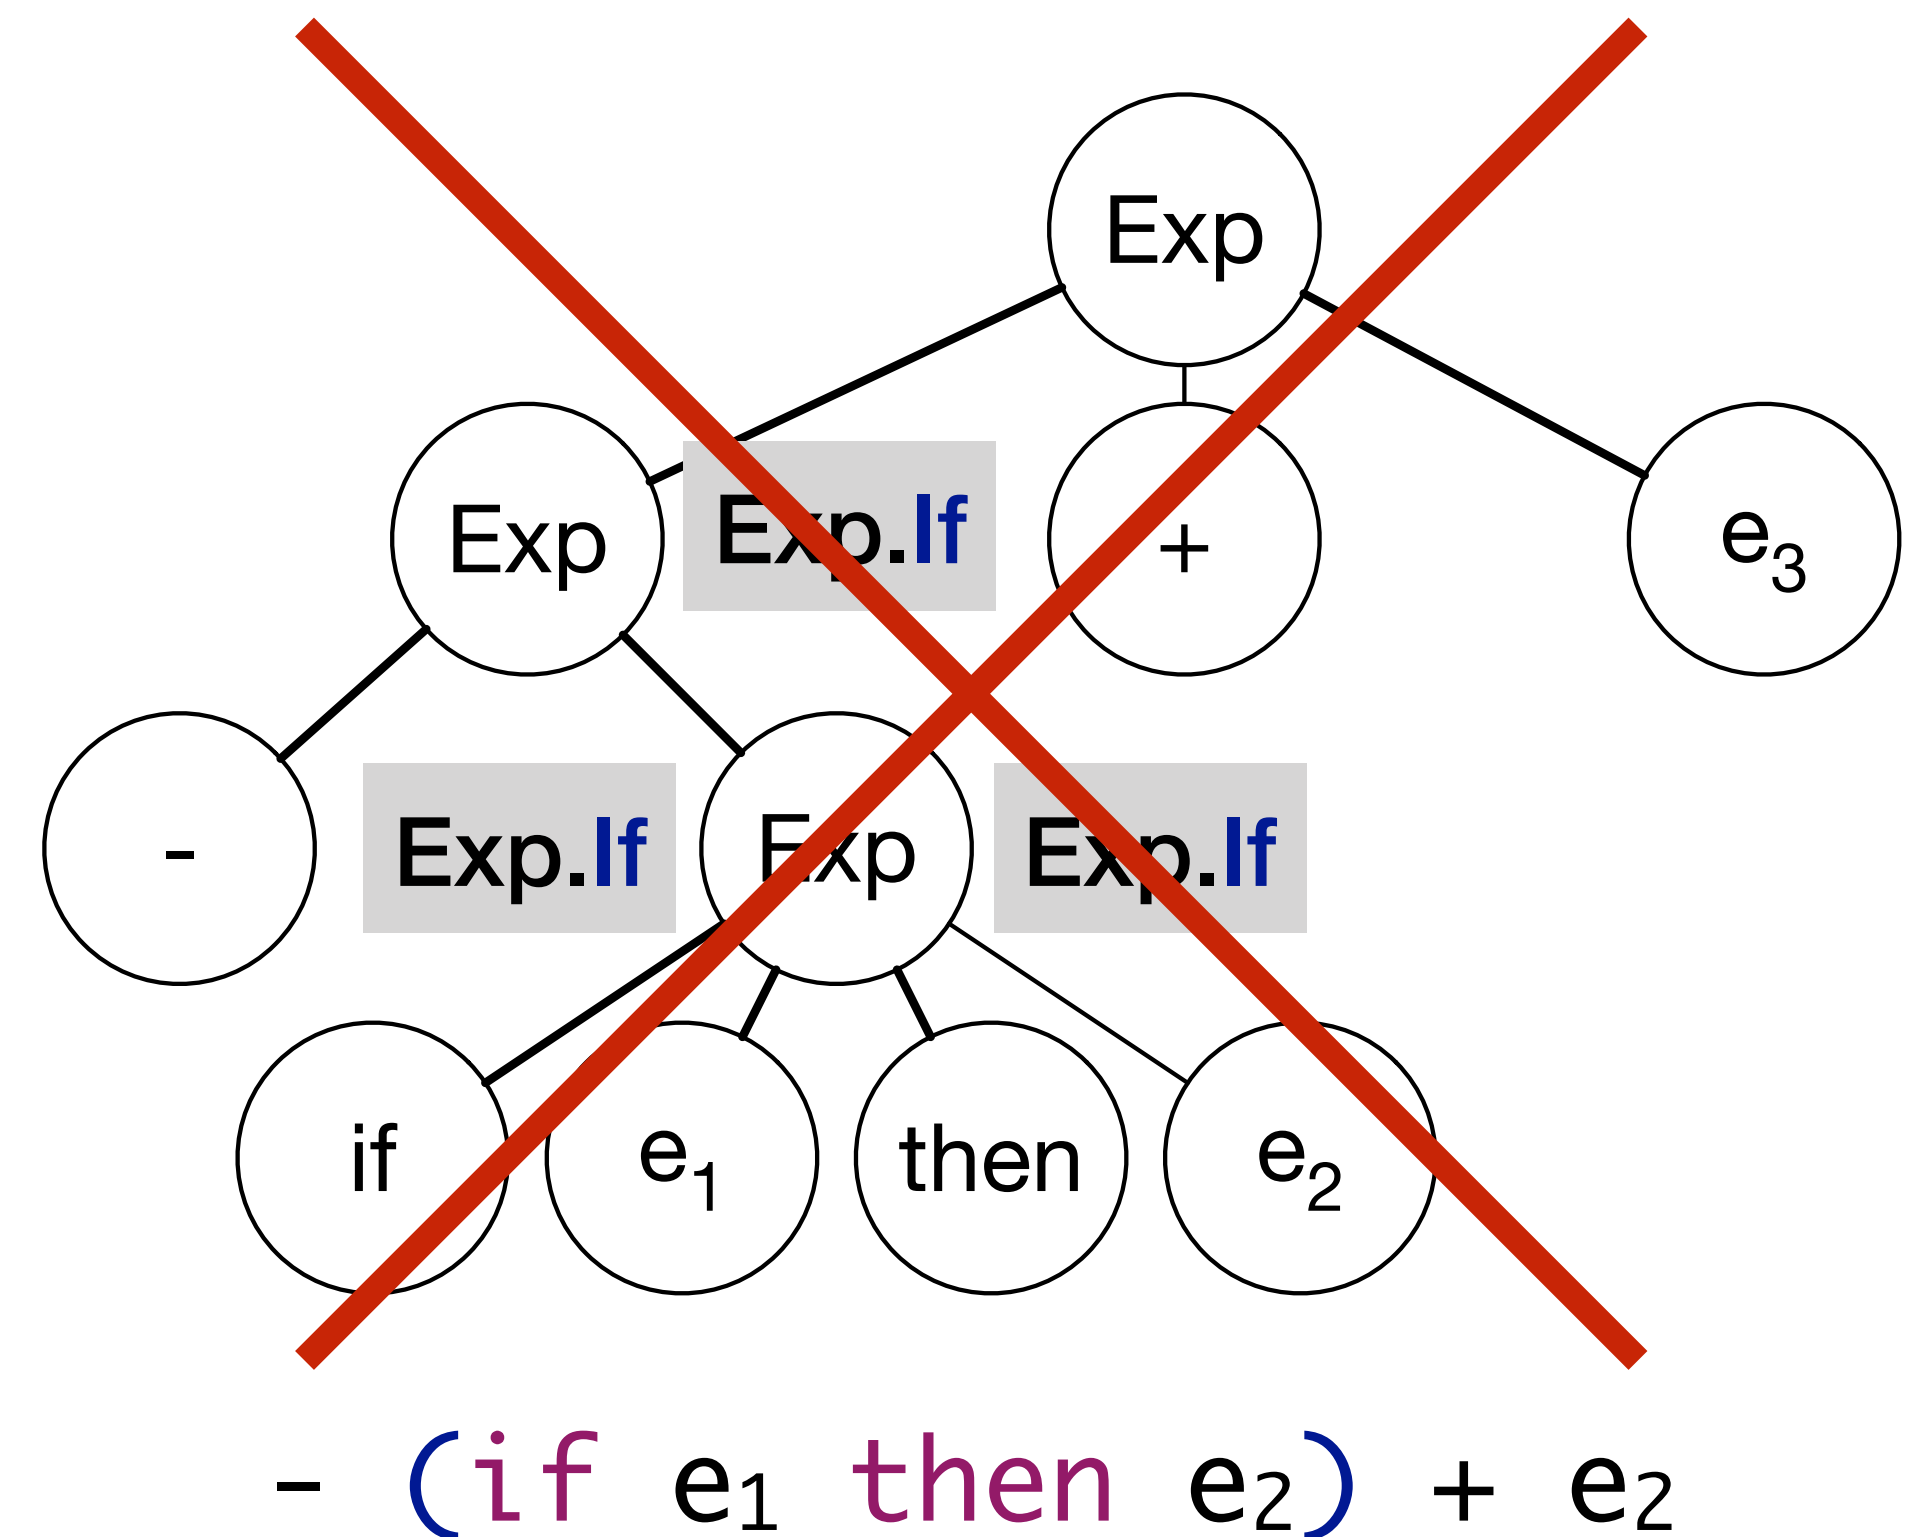 Exp
Exp Exp.If + e₃
- Exp.If Exp Exp.If
if e₁ then e₂
- (if e₁ then e₂) + e₂